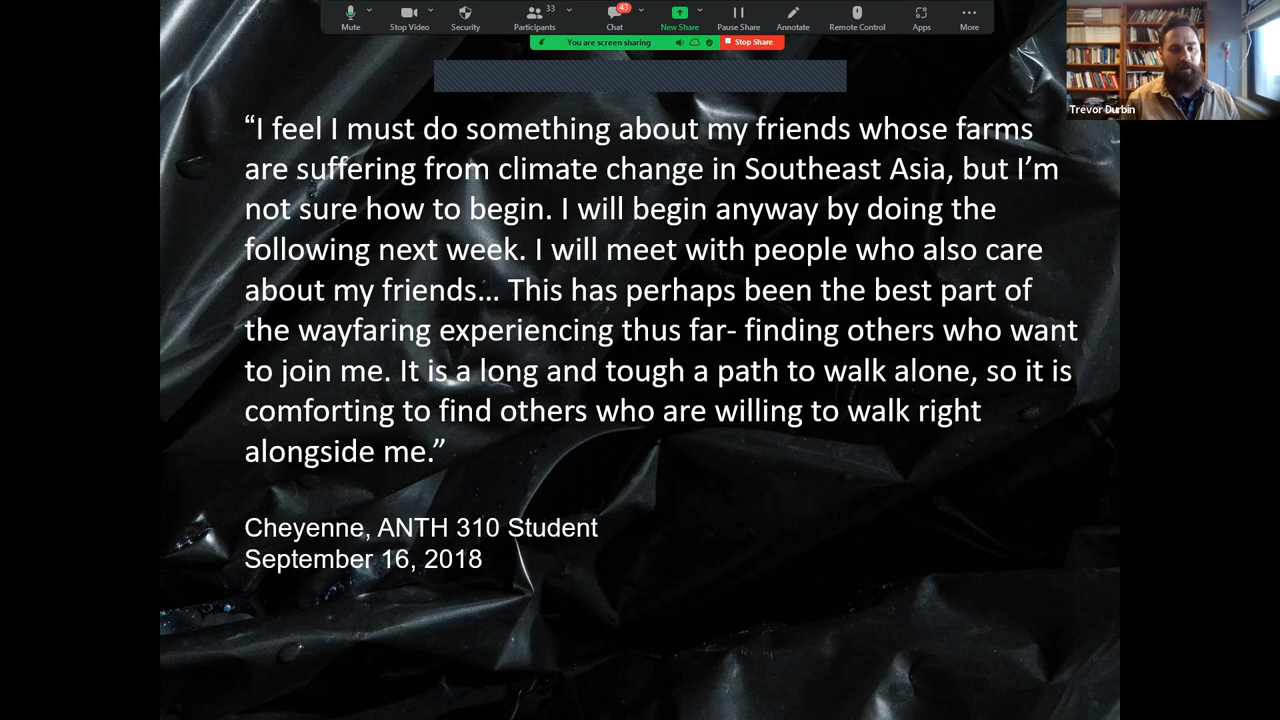 Mute
Stop Video
Security
Participants
33
Chat
43
New Share
Pause Share
Annotate
Remote Control
Apps
More
You are screen sharing
Stop Share
Trevor Durbin
“I feel I must do something about my friends whose farms
are suffering from climate change in Southeast Asia, but I’m
not sure how to begin. I will begin anyway by doing the
following next week. I will meet with people who also care
about my friends… This has perhaps been the best part of
the wayfaring experiencing thus far- finding others who want
to join me. It is a long and tough a path to walk alone, so it is
comforting to find others who are willing to walk right
alongside me.”
Cheyenne, ANTH 310 Student
September 16, 2018